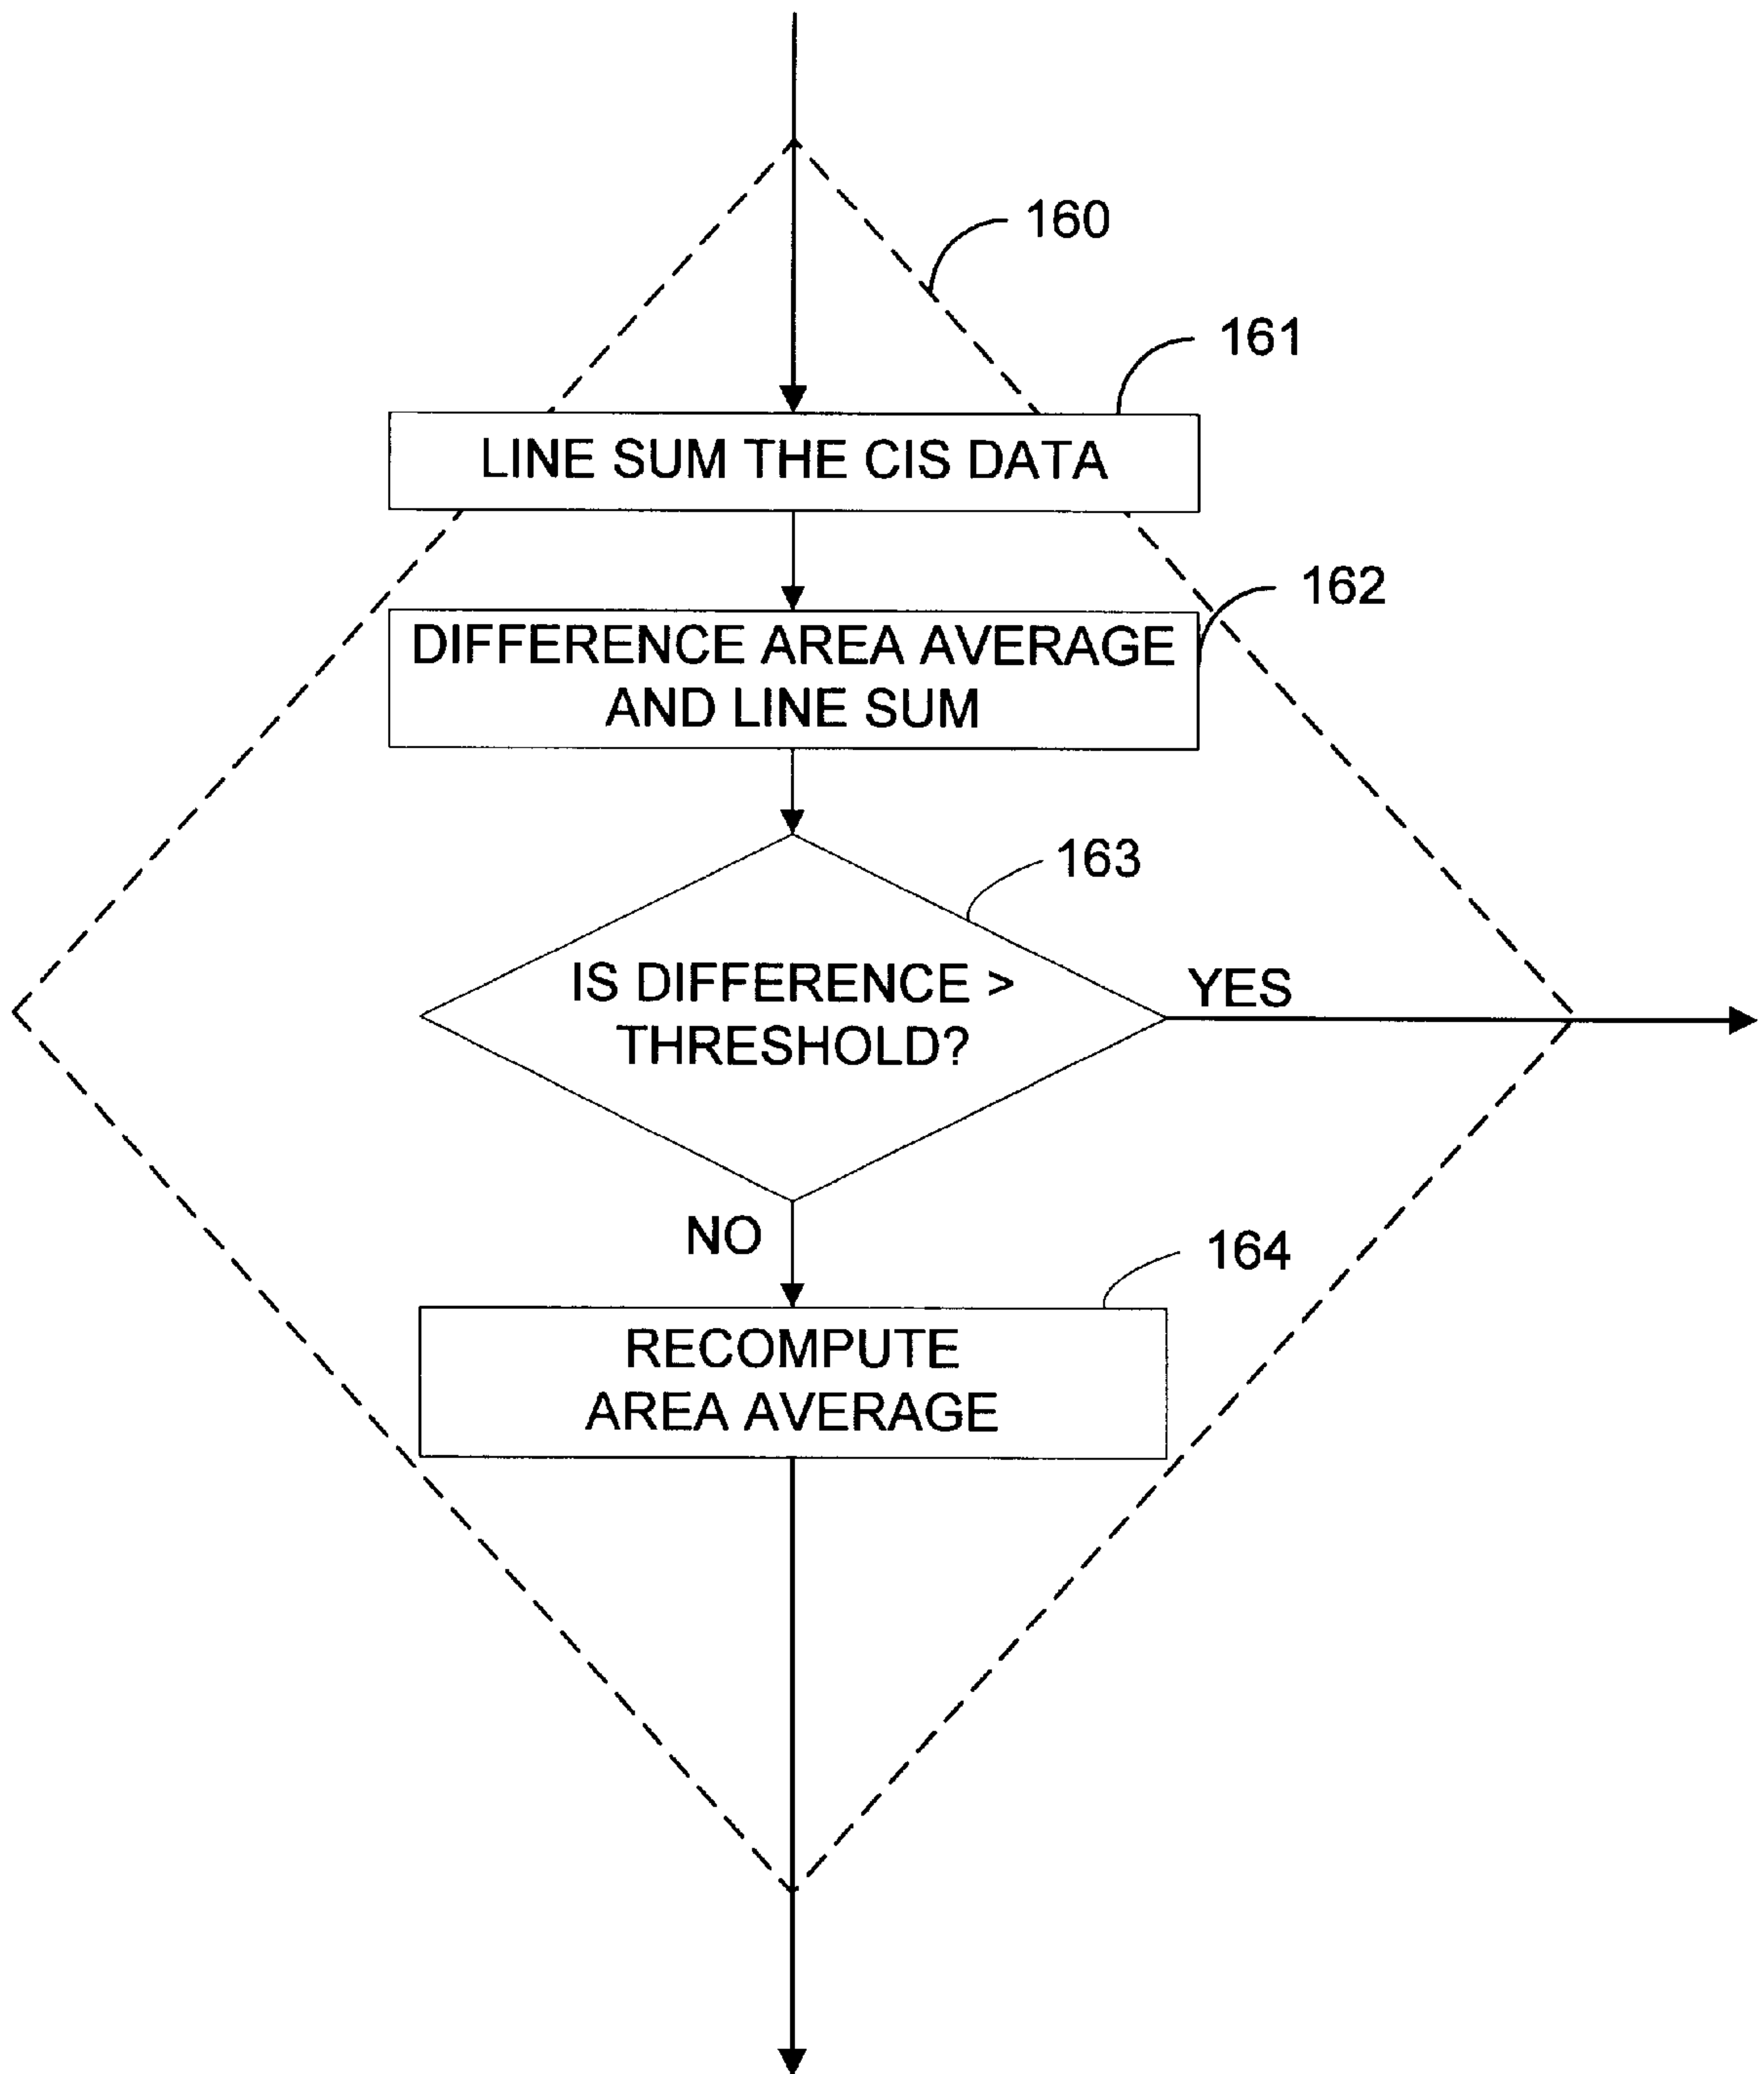 160
161
LINE SUM THE CIS DATA
162
DIFFERENCE AREA AVERAGE
AND LINE SUM
163
IS DIFFERENCE >
THRESHOLD?
YES
NO
164
RECOMPUTE
AREA AVERAGE